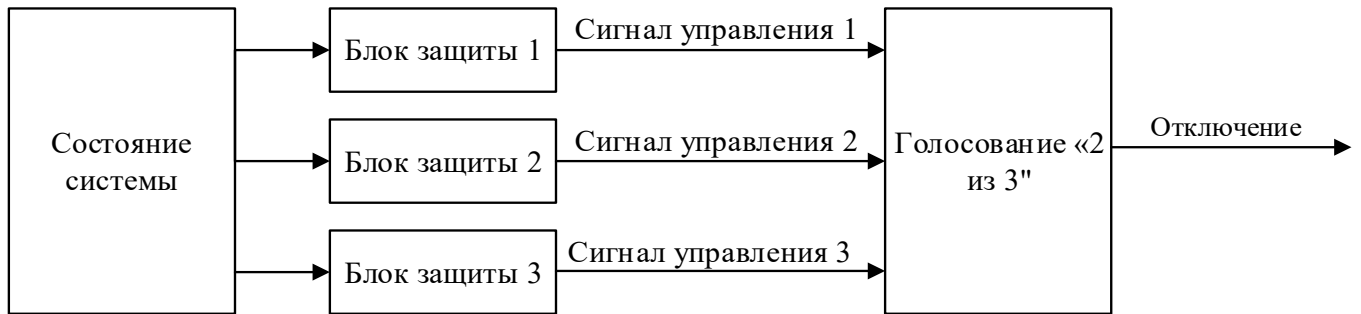 Состояние
системы
Блок защиты 1
Сигнал управления 1
Блок защиты 2
Сигнал управления 2
Блок защиты 3
Сигнал управления 3
Голосование «2
из 3"
Отключение